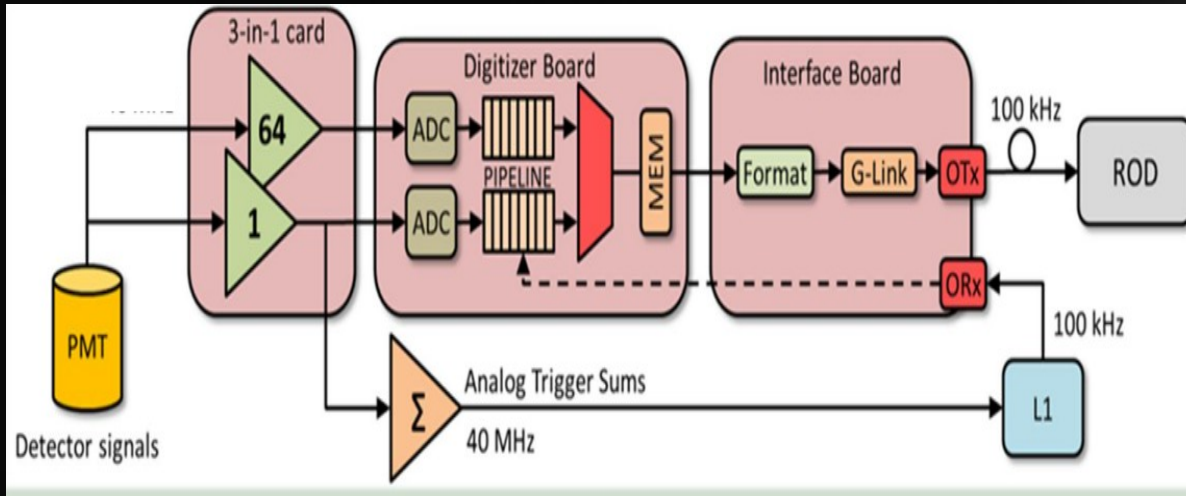 3-in-1 card
64
1
PMT
Detector signals
Digitizer Board
ADC
PIPELINE
ADC
MEM
Interface Board
Format
G-Link
OTx
ORx
100 kHz
ROD
100 kHz
L1
Σ
Analog Trigger Sums
40 MHz